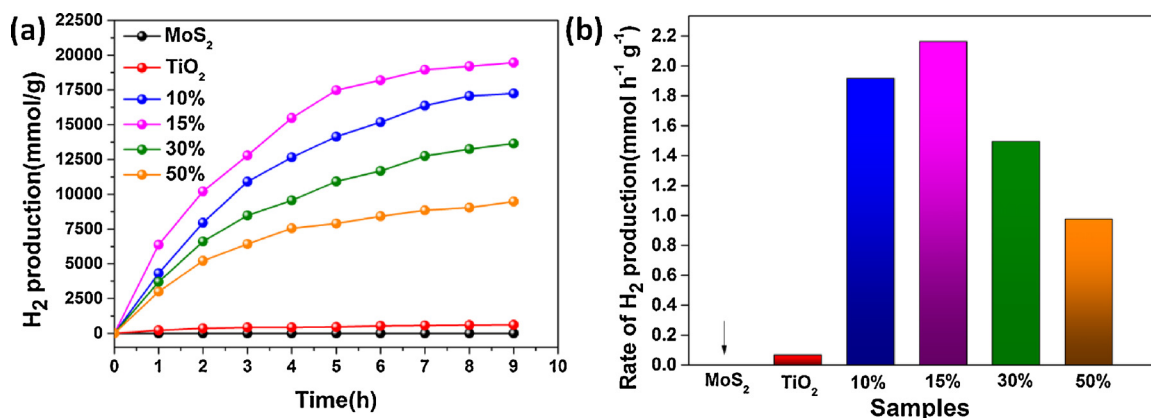 (a)
H₂ production(mmol/g)
22500
20000
17500
15000
12500
10000
7500
5000
2500
0
MoS₂
TiO₂
10%
15%
30%
50%
0 1 2 3 4 5 6 7 8 9 10
Time(h)
(b)
Rate of H₂ production(mmol h⁻¹ g⁻¹)
2.2
2.0
1.8
1.6
1.4
1.2
1.0
0.8
0.6
0.4
0.2
0.0
MoS₂ TiO₂ 10% 15% 30% 50%
Samples